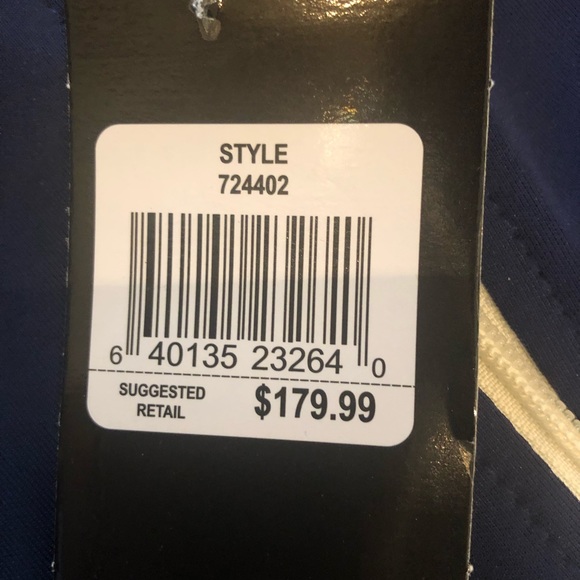 STYLE
724402
6 40135 23264 0
SUGGESTED
RETAIL
$179.99